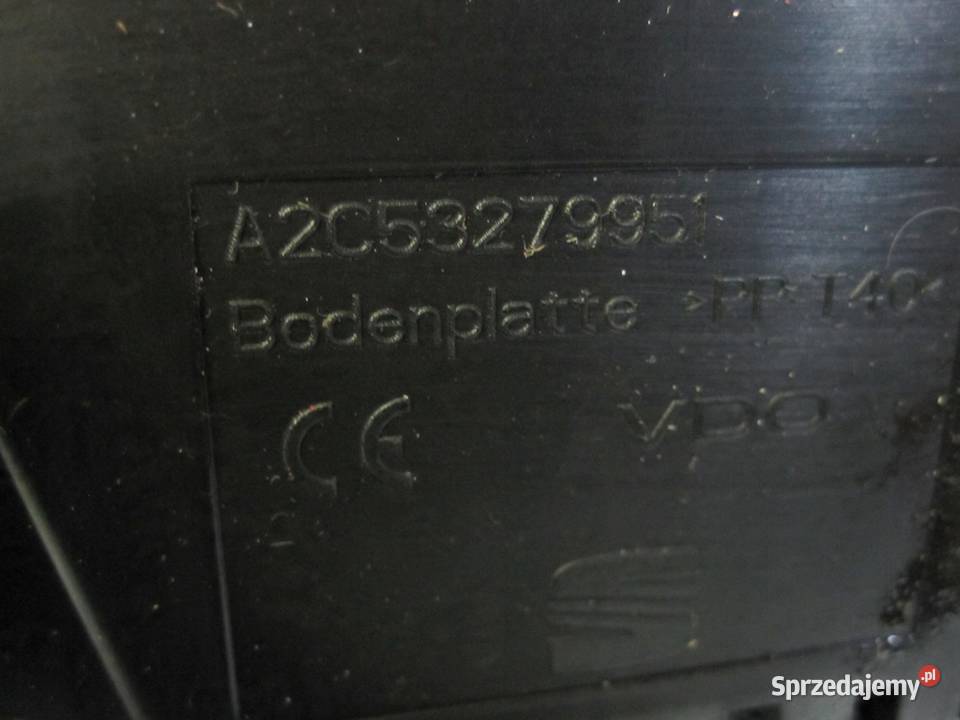 A2C53279951
Bodenplatte >PP-T40<
CE VDO
Sprzedajemy.pl